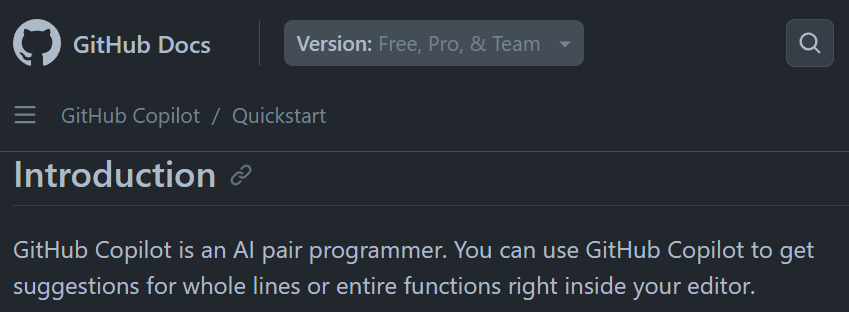 GitHub Docs
Version: Free, Pro, & Team
GitHub Copilot / Quickstart
Introduction
GitHub Copilot is an AI pair programmer. You can use GitHub Copilot to get
suggestions for whole lines or entire functions right inside your editor.